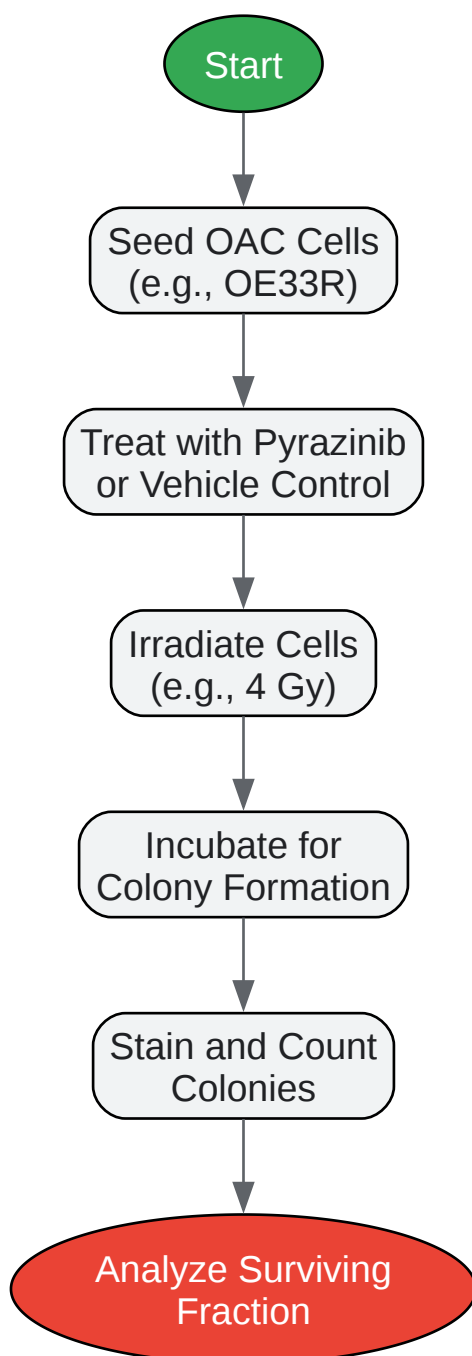 Start
Seed OAC Cells
(e.g., OE33R)
Treat with Pyrazinib
or Vehicle Control
Irradiate Cells
(e.g., 4 Gy)
Incubate for
Colony Formation
Stain and Count
Colonies
Analyze Surviving
Fraction